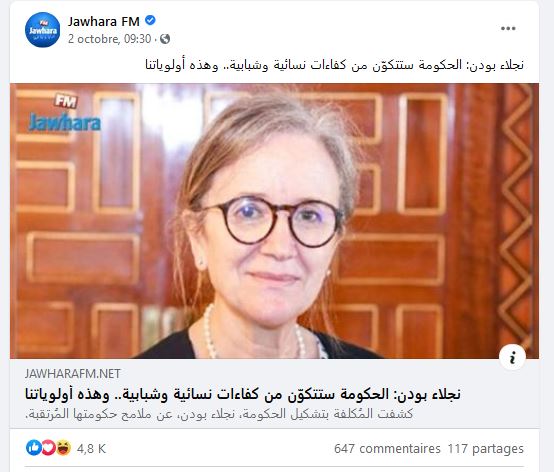 Jawhara FM
2 octobre, 09:30 ·
نجلاء بودن: الحكومة ستتكوّن من كفاءات نسائية وشبابية.. وهذه أولوياتنا
FM
Jawhara
JAWHARAFM.NET
نجلاء بودن: الحكومة ستتكوّن من كفاءات نسائية وشبابية.. وهذه أولوياتنا
كشفت المُكلفة بتشكيل الحكومة، نجلاء بودن، عن ملامح حكومتها المُرتقبة،
4,8 K 647 commentaires 117 partages